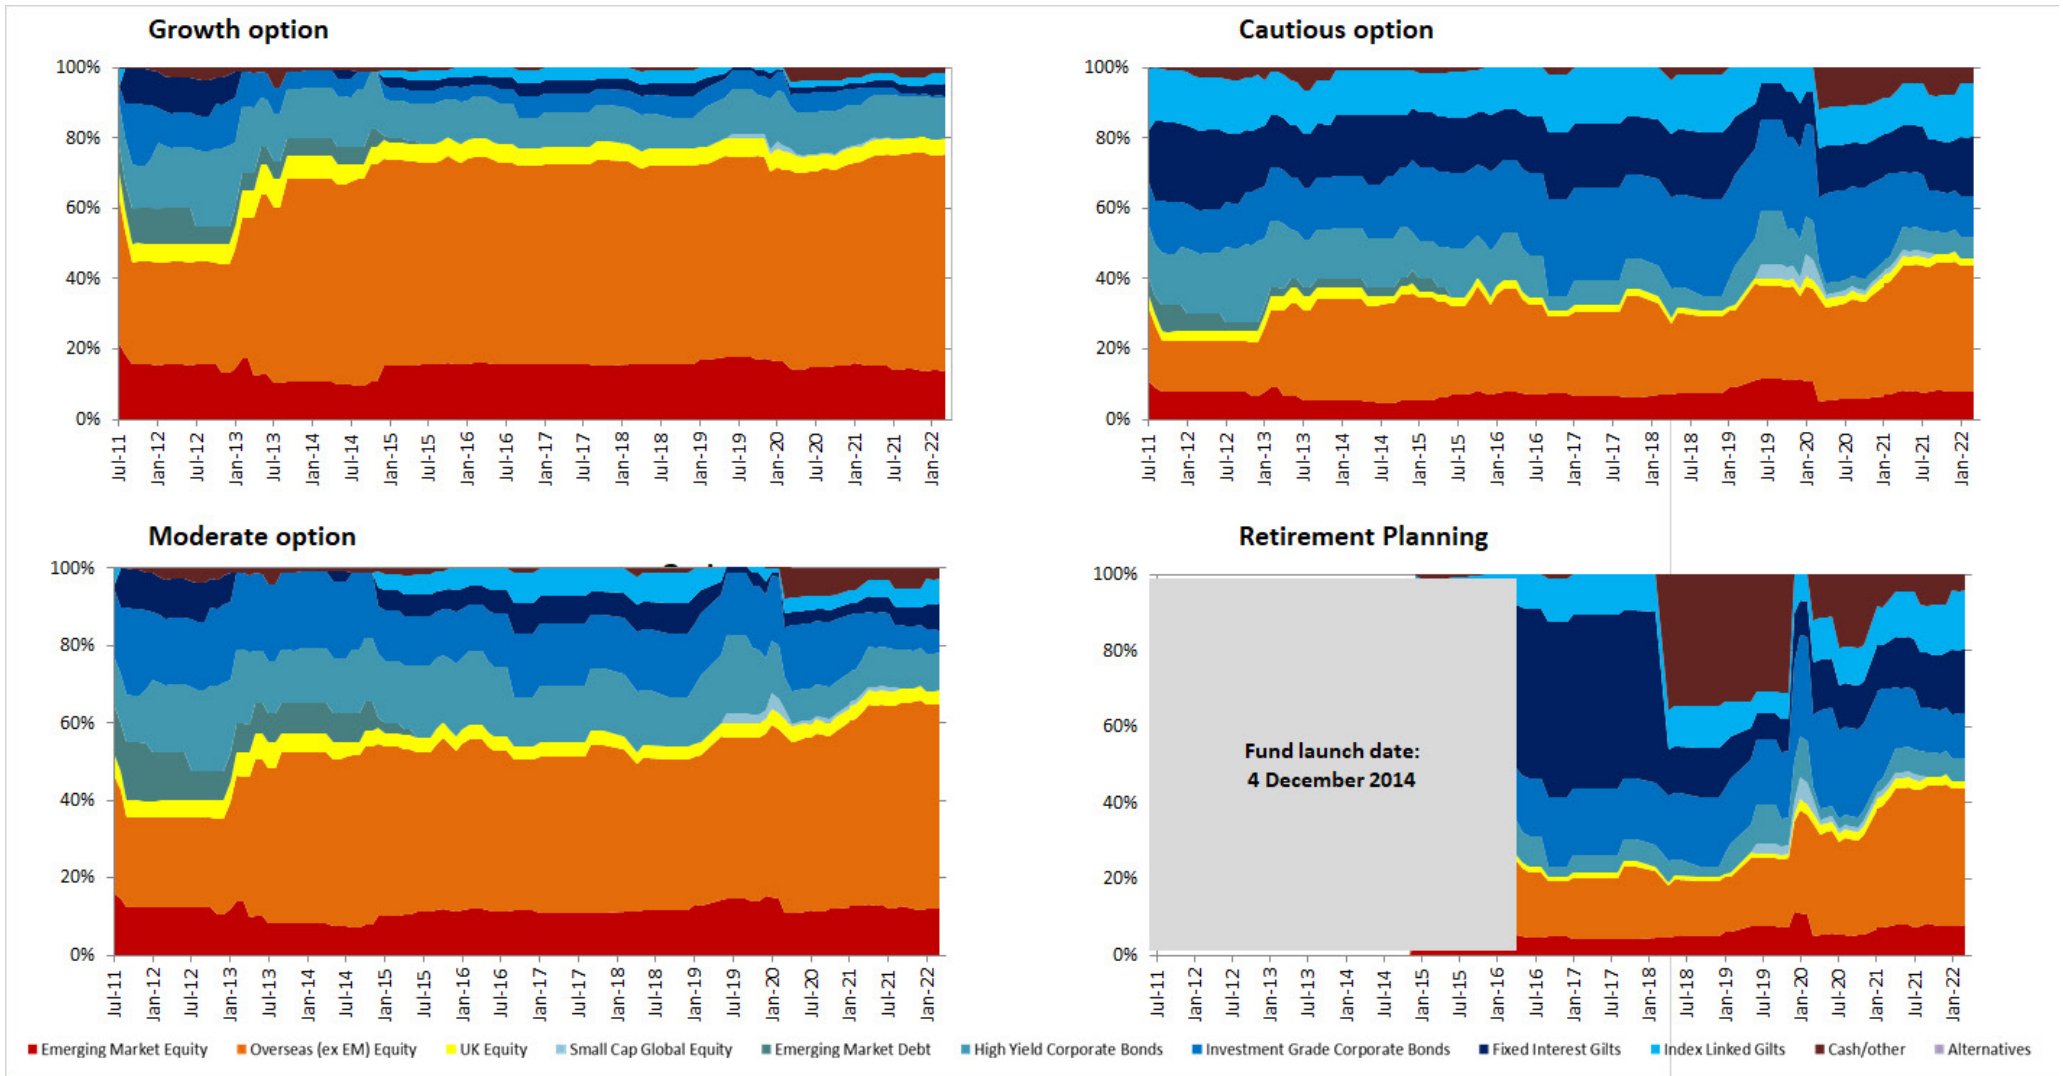 Growth option
100%
80%
60%
40%
20%
0%
Jul-11 Jan-12 Jul-12 Jan-13 Jul-13 Jan-14 Jul-14 Jan-15 Jul-15 Jan-16 Jul-16 Jan-17 Jul-17 Jan-18 Jul-18 Jan-19 Jul-19 Jan-20 Jul-20 Jan-21 Jul-21 Jan-22
Cautious option
100%
80%
60%
40%
20%
0%
Jul-11 Jan-12 Jul-12 Jan-13 Jul-13 Jan-14 Jul-14 Jan-15 Jul-15 Jan-16 Jul-16 Jan-17 Jul-17 Jan-18 Jul-18 Jan-19 Jul-19 Jan-20 Jul-20 Jan-21 Jul-21 Jan-22
Moderate option
100%
80%
60%
40%
20%
0%
Jul-11 Jan-12 Jul-12 Jan-13 Jul-13 Jan-14 Jul-14 Jan-15 Jul-15 Jan-16 Jul-16 Jan-17 Jul-17 Jan-18 Jul-18 Jan-19 Jul-19 Jan-20 Jul-20 Jan-21 Jul-21 Jan-22
Retirement Planning
100%
80%
60%
40%
20%
0%
Fund launch date:
4 December 2014
Jul-11 Jan-12 Jul-12 Jan-13 Jul-13 Jan-14 Jul-14 Jan-15 Jul-15 Jan-16 Jul-16 Jan-17 Jul-17 Jan-18 Jul-18 Jan-19 Jul-19 Jan-20 Jul-20 Jan-21 Jul-21 Jan-22
Emerging Market Equity Overseas (ex EM) Equity UK Equity Small Cap Global Equity Emerging Market Debt High Yield Corporate Bonds Investment Grade Corporate Bonds Fixed Interest Gilts Index Linked Gilts Cash/other Alternatives